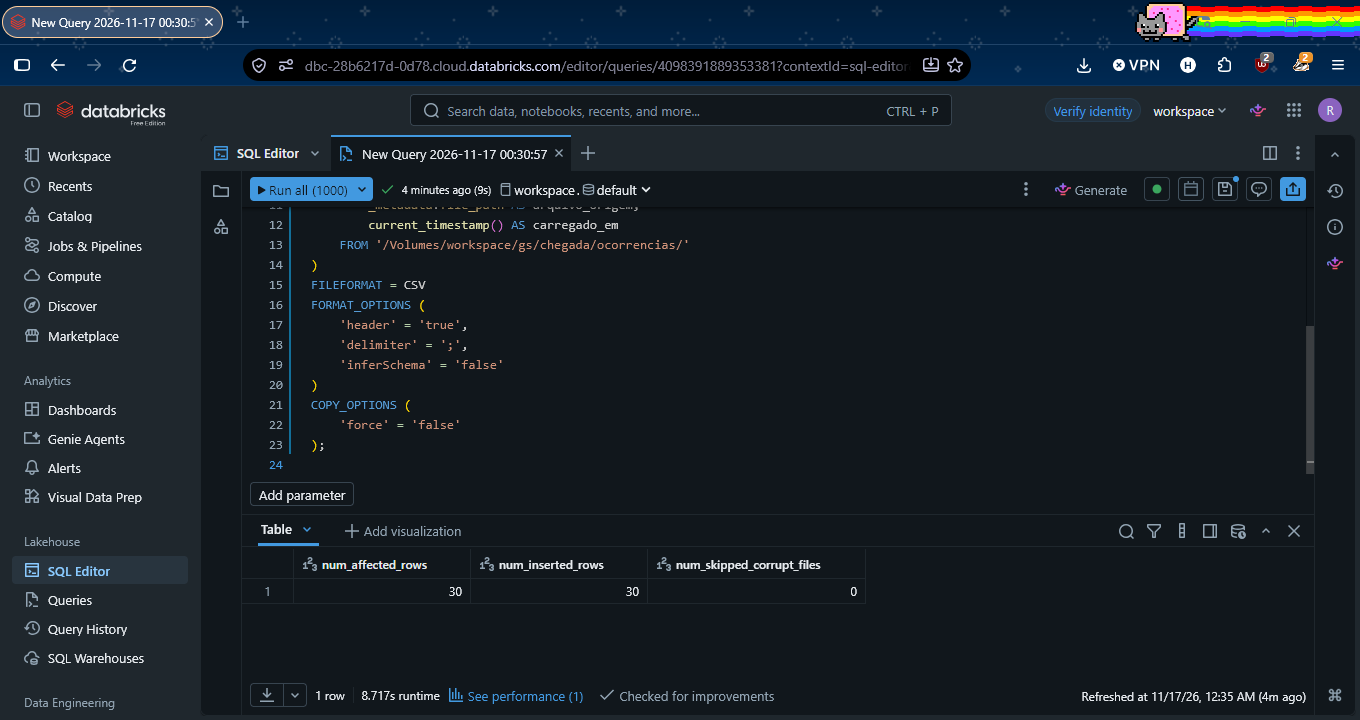 New Query 2026-11-17 00:30:5
dbc-28b6217d-0d78.cloud.databricks.com/editor/queries/4098391889353381?contextId=sql-editor
VPN
H
2
2
databricks
Free Edition
Search data, notebooks, recents, and more...
CTRL + P
Verify identity
workspace
R
Workspace
Recents
Catalog
Jobs & Pipelines
Compute
Discover
Marketplace
Analytics
Dashboards
Genie Agents
Alerts
Visual Data Prep
Lakehouse
SQL Editor
Queries
Query History
SQL Warehouses
Data Engineering
SQL Editor
New Query 2026-11-17 00:30:57
Run all (1000)
4 minutes ago (9s)
workspace.
default
Generate
11 _metadata.file_path AS arquivo_origem,
12 current_timestamp() AS carregado_em
13 FROM '/Volumes/workspace/gs/chegada/ocorrencias/'
14 )
15 FILEFORMAT = CSV
16 FORMAT_OPTIONS (
17 'header' = 'true',
18 'delimiter' = ';',
19 'inferSchema' = 'false'
20 )
21 COPY_OPTIONS (
22 'force' = 'false'
23 );
24
Add parameter
Table
Add visualization
num_affected_rows num_inserted_rows num_skipped_corrupt_files
1 30 30 0
1 row
8.717s runtime
See performance (1)
Checked for improvements
Refreshed at 11/17/26, 12:35 AM (4m ago)